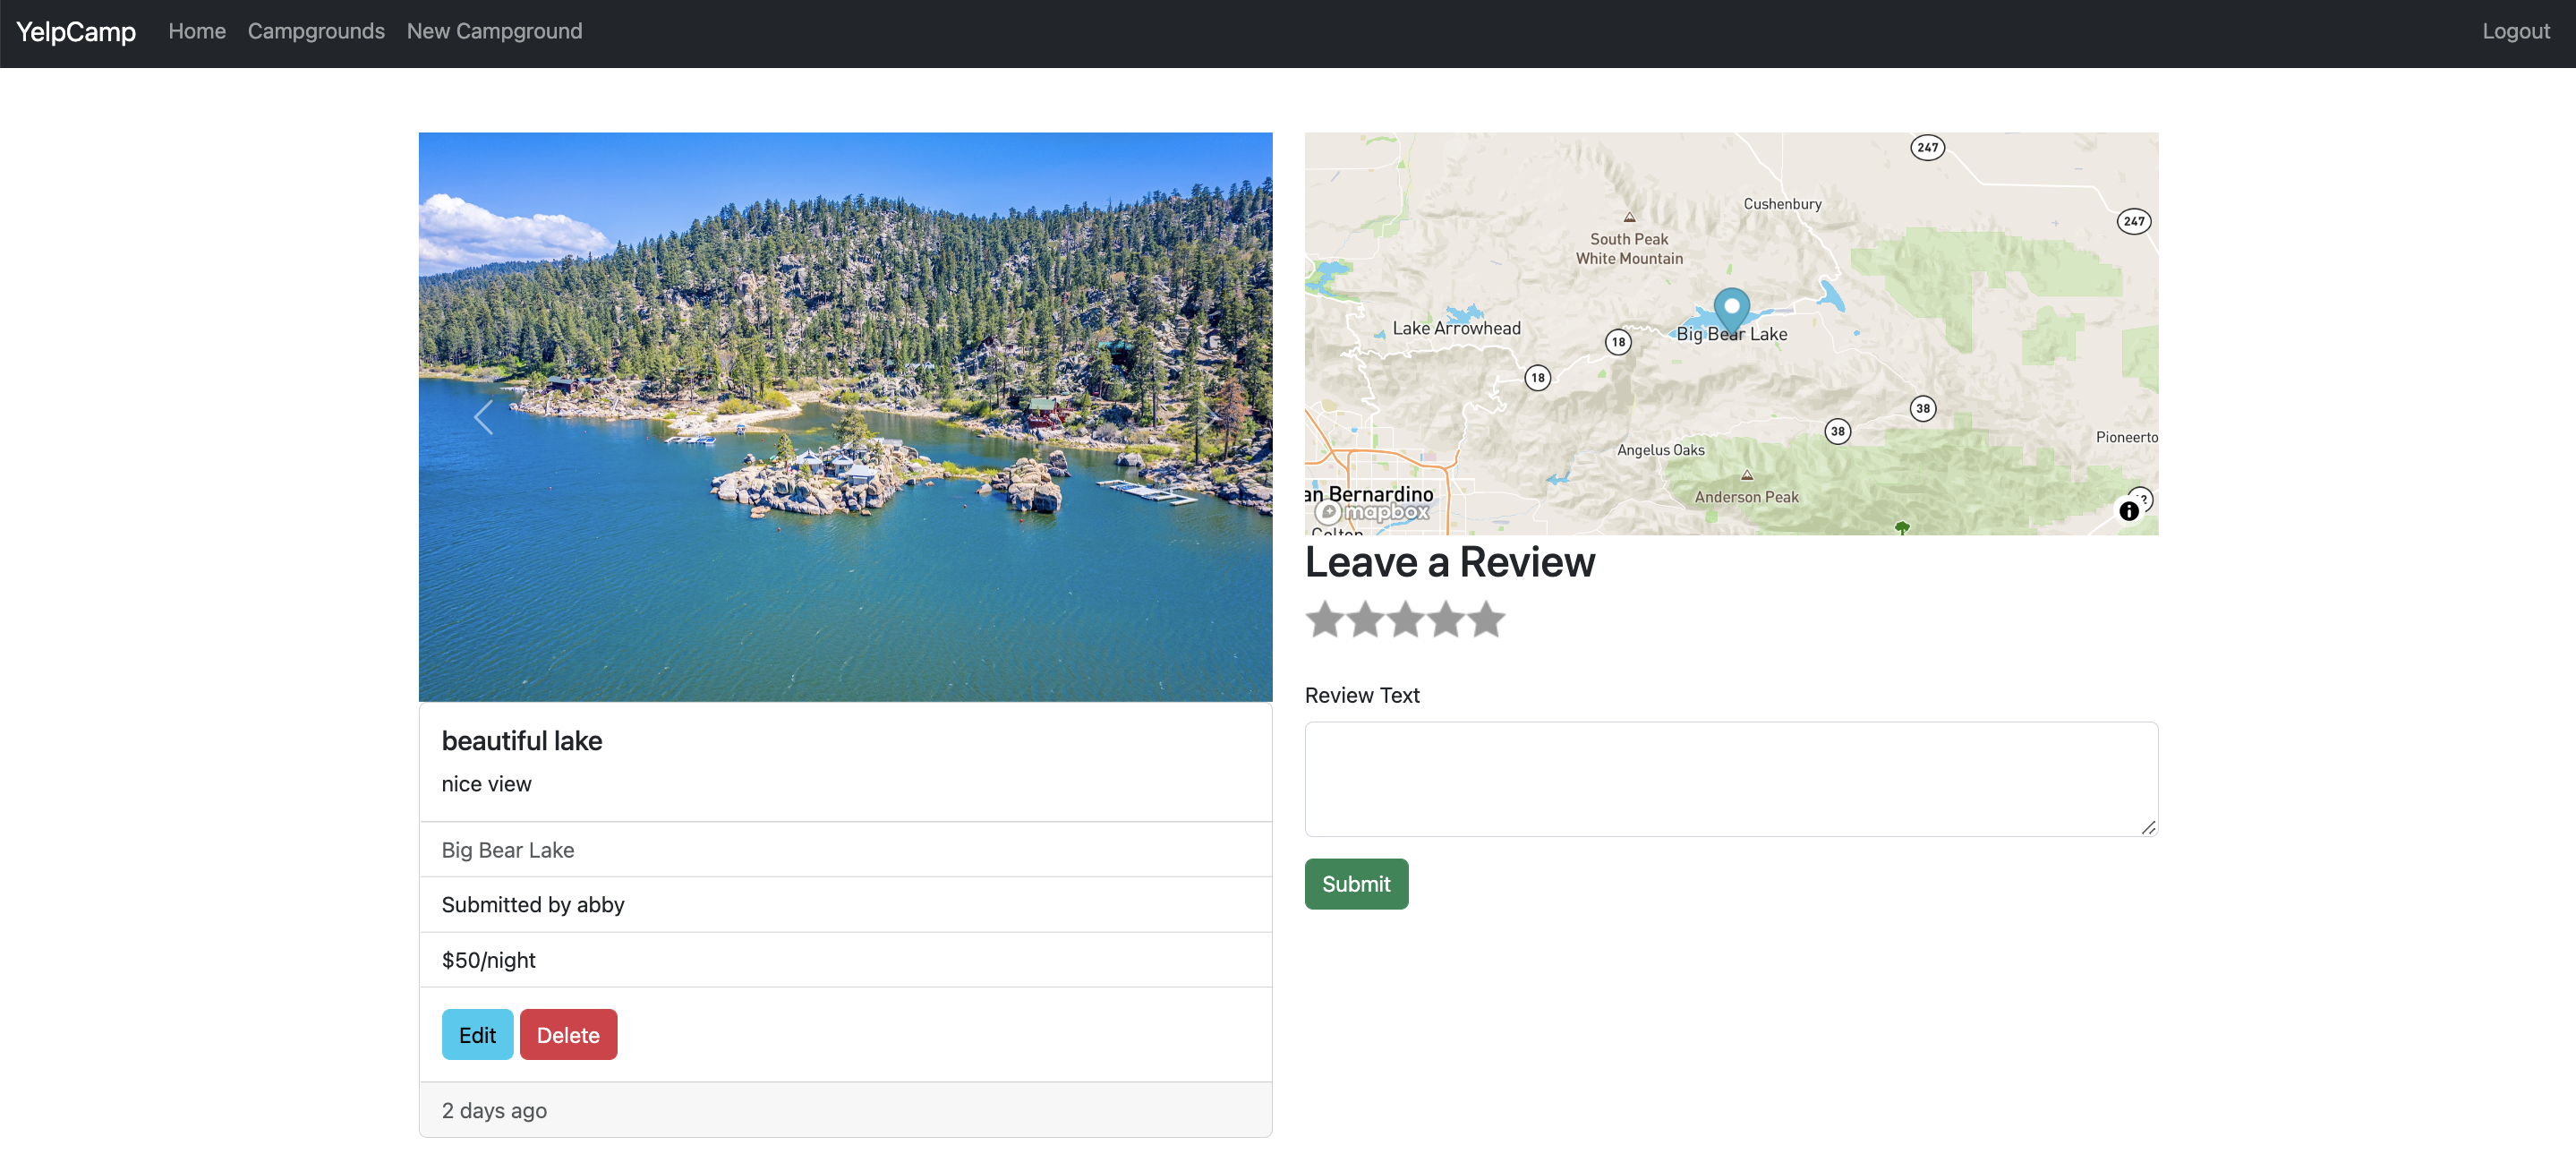 YelpCamp Home Campgrounds New Campground Logout
247
Cushenbury
247
South Peak
White Mountain
Lake Arrowhead
Big Bear Lake
18
18
38
38
Pioneerto
Angelus Oaks
Anderson Peak
an Bernardino
mapbox
Colton
Leave a Review
Review Text
Submit
beautiful lake
nice view
Big Bear Lake
Submitted by abby
$50/night
Edit Delete
2 days ago